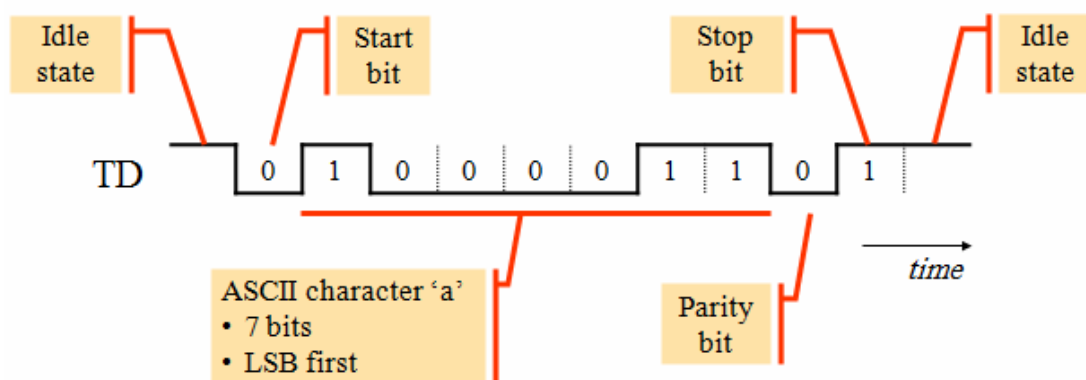 Idle
state
Start
bit
Stop
bit
Idle
state
TD
0 1 0 0 0 0 1 1 0 1
time
ASCII character ‘a’
• 7 bits
• LSB first
Parity
bit